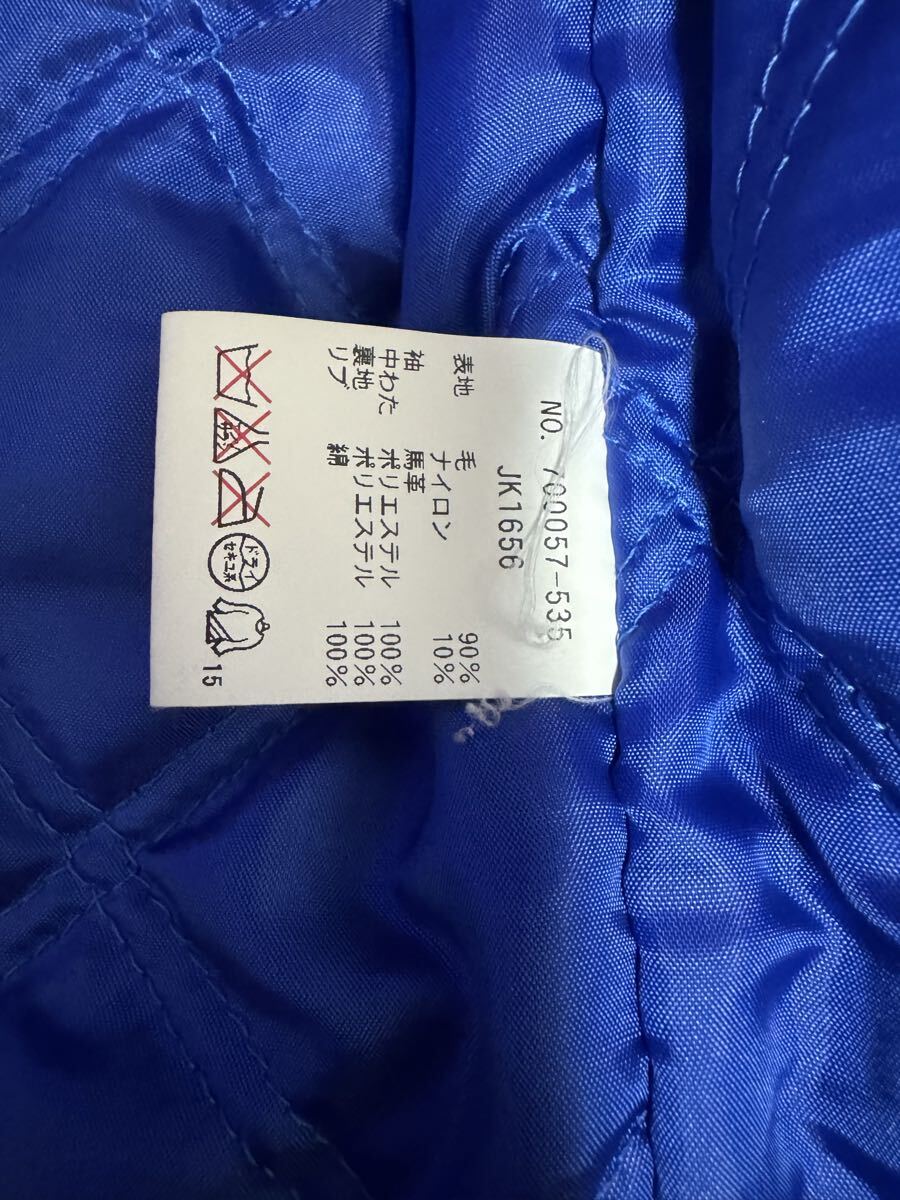 NO. 700057-535
JK1656
表地 毛 90%
ナイロン 10%
袖 馬革
中わた ポリエステル 100%
裏地 ポリエステル 100%
リブ 綿 100%
ドライ
セキユ系
15